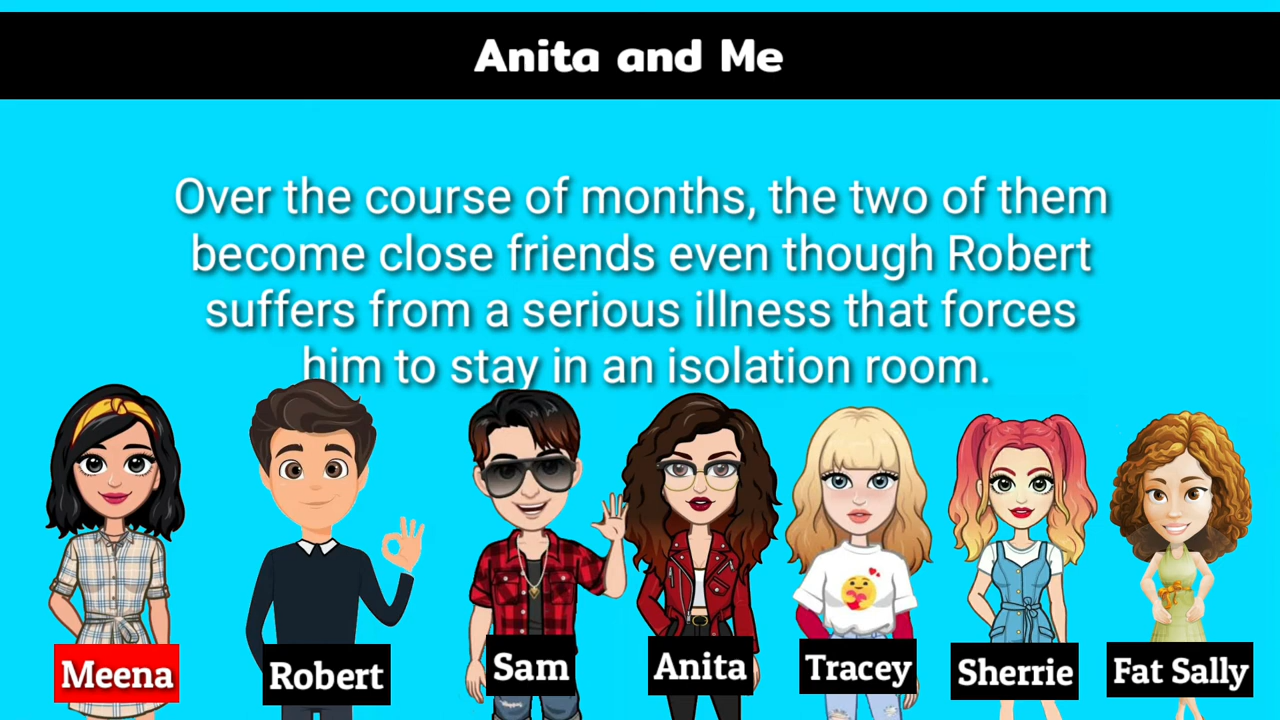 Anita and Me
Over the course of months, the two of them
become close friends even though Robert
suffers from a serious illness that forces
him to stay in an isolation room.
Meena
Robert
Sam
Anita
Tracey
Sherrie
Fat Sally